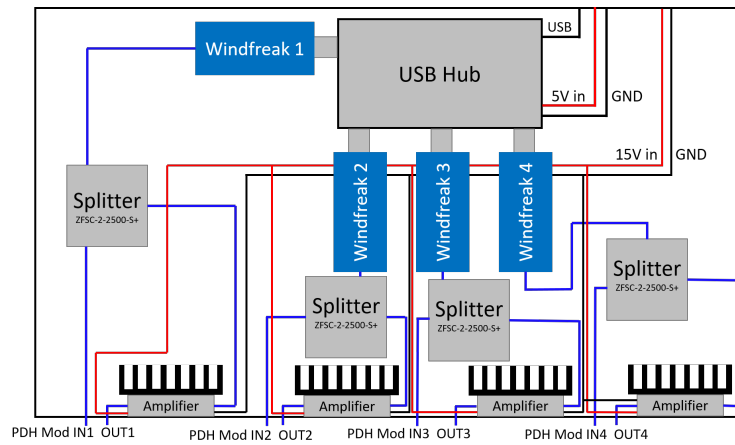 USB
Windfreak 1
USB Hub
5V in
GND
15V in
GND
Windfreak 2
Windfreak 3
Windfreak 4
Splitter
ZFSC-2-2500-S+
Splitter
ZFSC-2-2500-S+
Splitter
ZFSC-2-2500-S+
Splitter
ZFSC-2-2500-S+
Amplifier
Amplifier
Amplifier
Amplifier
PDH Mod IN1 OUT1
PDH Mod IN2 OUT2
PDH Mod IN3 OUT3
PDH Mod IN4 OUT4